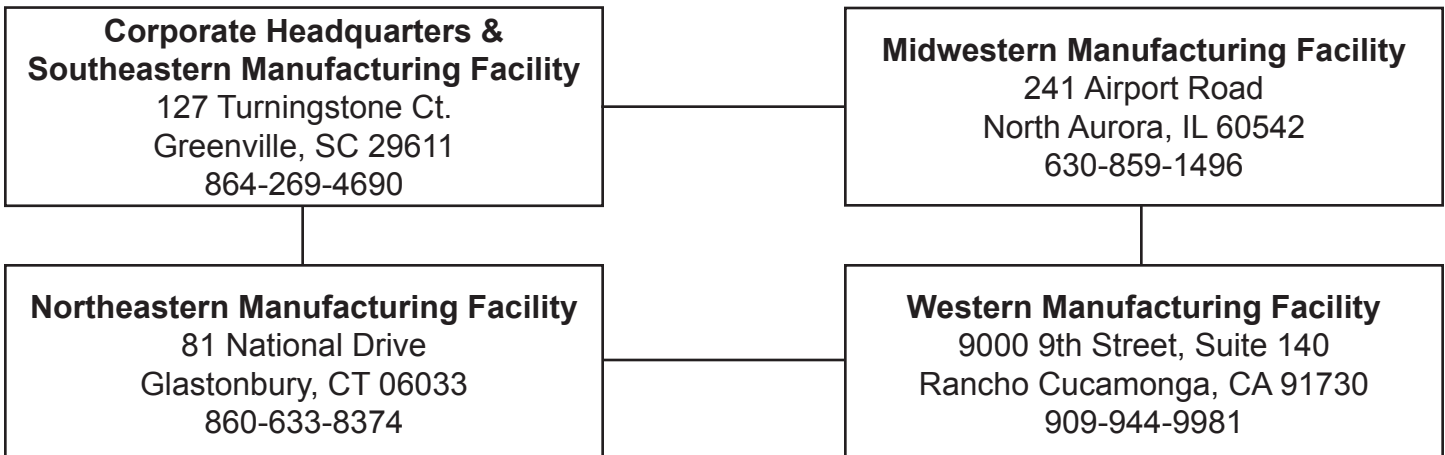 Corporate Headquarters &
Southeastern Manufacturing Facility
127 Turningstone Ct.
Greenville, SC 29611
864-269-4690
Midwestern Manufacturing Facility
241 Airport Road
North Aurora, IL 60542
630-859-1496
Northeastern Manufacturing Facility
81 National Drive
Glastonbury, CT 06033
860-633-8374
Western Manufacturing Facility
9000 9th Street, Suite 140
Rancho Cucamonga, CA 91730
909-944-9981